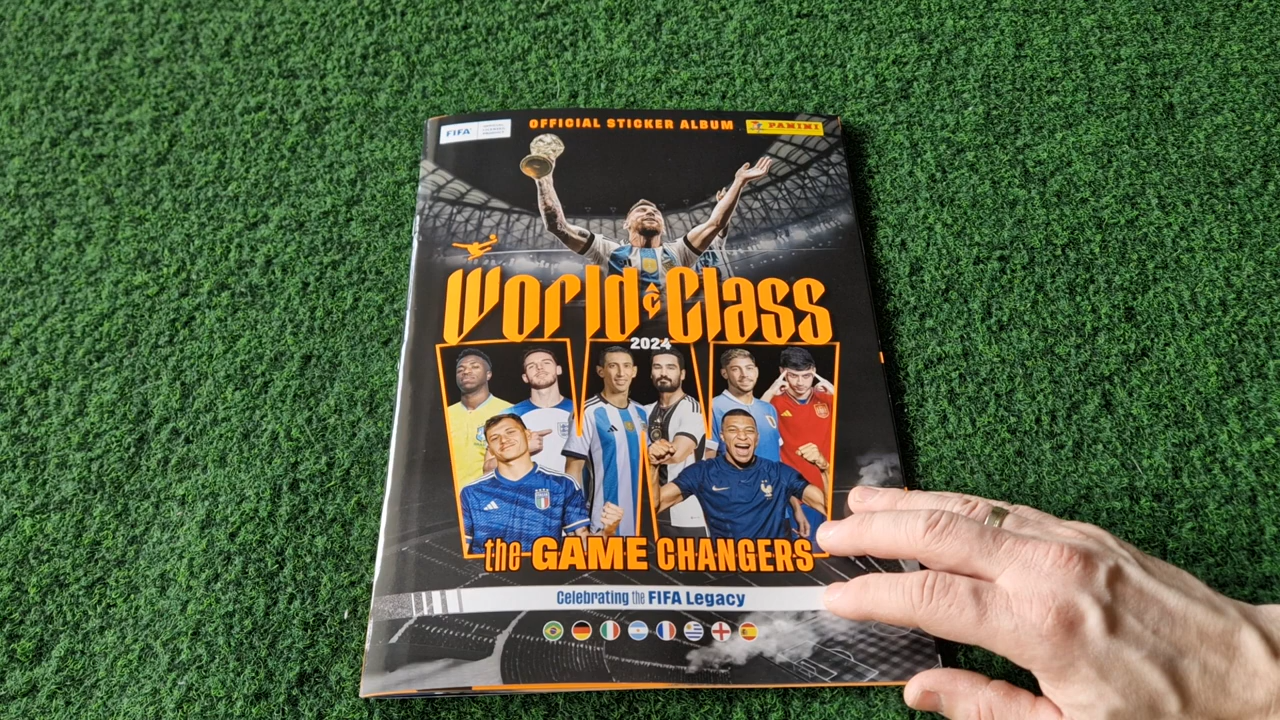 FIFA
OFFICIAL STICKER ALBUM
PANINI
World Class
2024
the GAME CHANGERS
Celebrating the FIFA Legacy